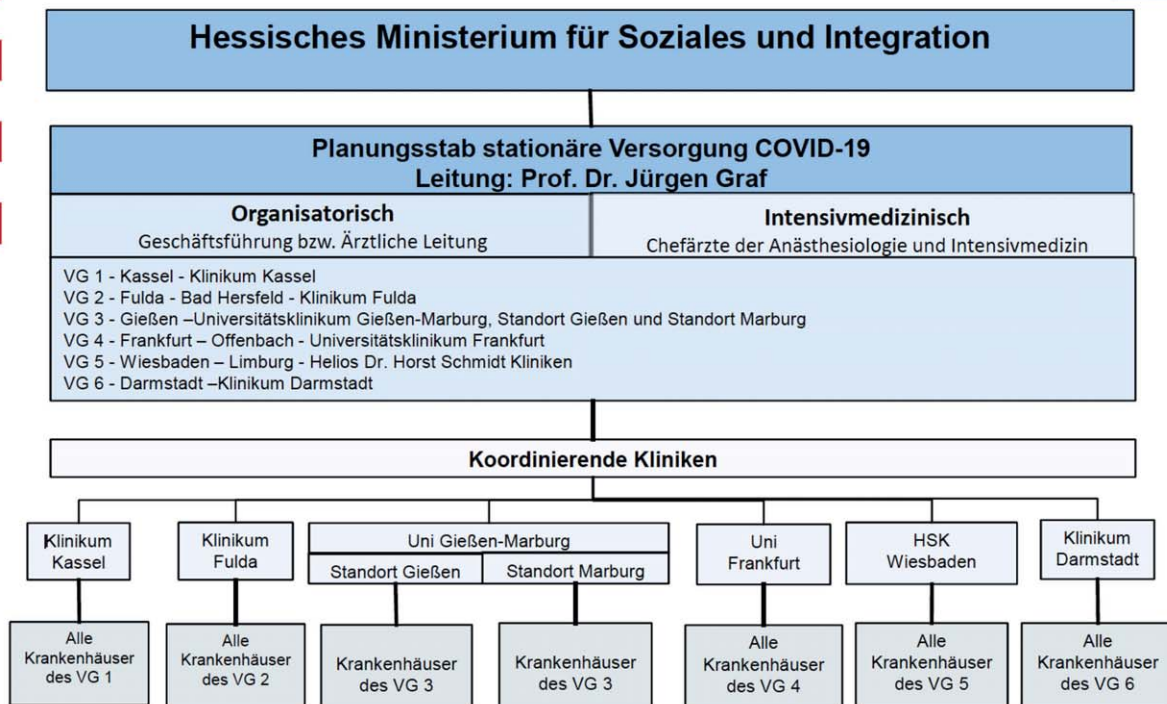 Hessisches Ministerium für Soziales und Integration
Planungsstab stationäre Versorgung COVID-19
Leitung: Prof. Dr. Jürgen Graf
Organisatorisch
Geschäftsführung bzw. Ärztliche Leitung
Intensivmedizinisch
Chefärzte der Anästhesiologie und Intensivmedizin
VG 1 - Kassel - Klinikum Kassel
VG 2 - Fulda - Bad Hersfeld - Klinikum Fulda
VG 3 - Gießen –Universitätsklinikum Gießen-Marburg, Standort Gießen und Standort Marburg
VG 4 - Frankfurt – Offenbach - Universitätsklinikum Frankfurt
VG 5 - Wiesbaden – Limburg - Helios Dr. Horst Schmidt Kliniken
VG 6 - Darmstadt –Klinikum Darmstadt
Koordinierende Kliniken
Klinikum
Kassel
Klinikum
Fulda
Uni Gießen-Marburg
Standort Gießen
Standort Marburg
Uni
Frankfurt
HSK
Wiesbaden
Klinikum
Darmstadt
Alle
Krankenhäuser
des VG 1
Alle
Krankenhäuser
des VG 2
Krankenhäuser
des VG 3
Krankenhäuser
des VG 3
Alle
Krankenhäuser
des VG 4
Alle
Krankenhäuser
des VG 5
Alle
Krankenhäuser
des VG 6